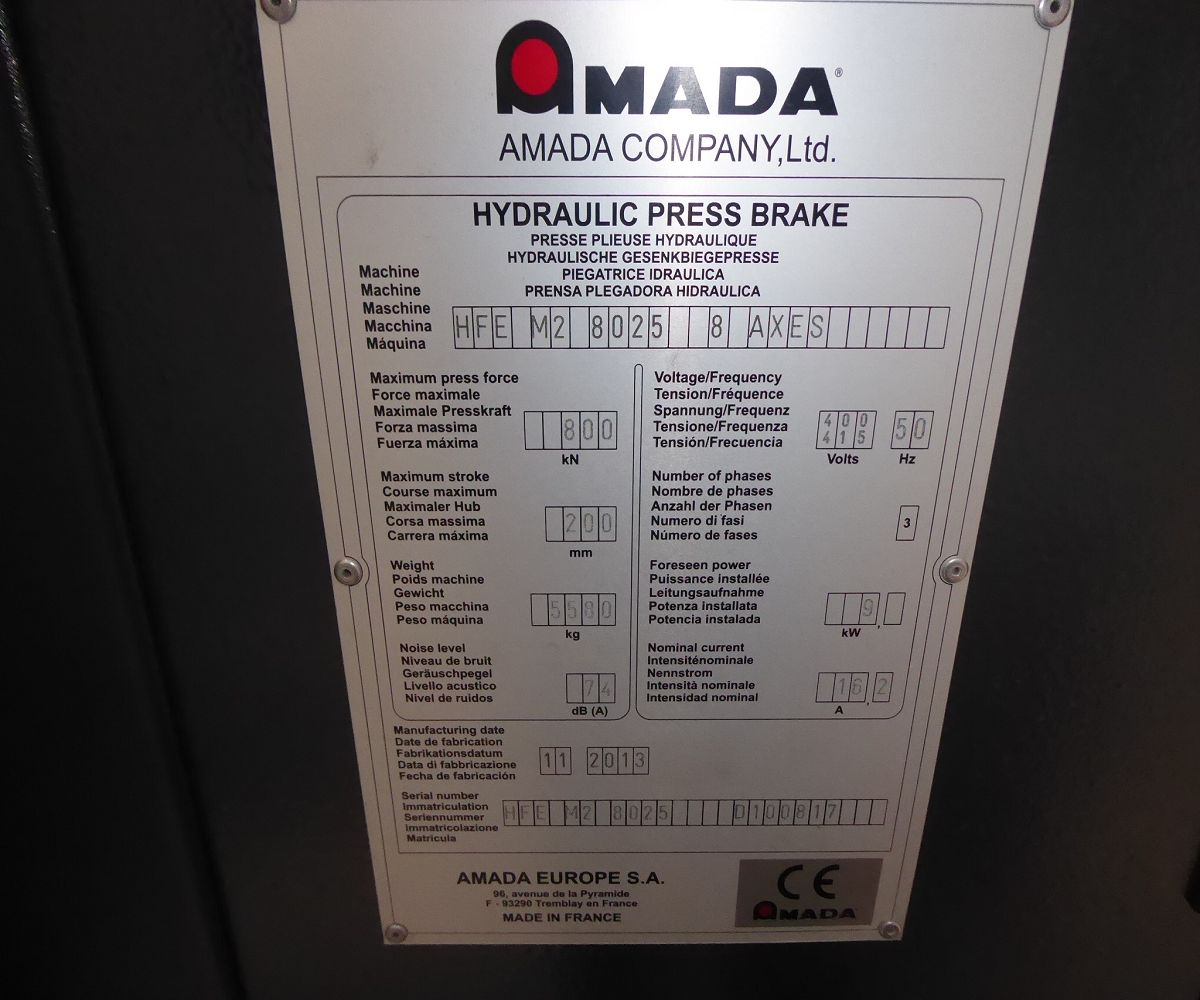 AMADA®
AMADA COMPANY,Ltd.
HYDRAULIC PRESS BRAKE
PRESSE PLIEUSE HYDRAULIQUE
HYDRAULISCHE GESENKBIEGEPRESSE
PIEGATRICE IDRAULICA
PRENSA PLEGADORA HIDRAULICA
Machine
Machine
Maschine
Macchina
Máquina
HFE M2 8025 8 AXES
Maximum press force
Force maximale
Maximale Presskraft
Forza massima
Fuerza máxima
800
kN
Maximum stroke
Course maximum
Maximaler Hub
Corsa massima
Carrera máxima
200
mm
Weight
Poids machine
Gewicht
Peso macchina
Peso máquina
5580
kg
Noise level
Niveau de bruit
Geräuschpegel
Livello acustico
Nivel de ruidos
74
dB (A)
Voltage/Frequency
Tension/Fréquence
Spannung/Frequenz
Tensione/Frequenza
Tensión/Frecuencia
400
415
Volts
50
Hz
Number of phases
Nombre de phases
Anzahl der Phasen
Numero di fasi
Número de fases
3
Foreseen power
Puissance installée
Leitungsaufnahme
Potenza installata
Potencia instalada
9,
kW
Nominal current
Intensiténominale
Nennstrom
Intensità nominale
Intensidad nominal
16,2
A
Manufacturing date
Date de fabrication
Fabrikationsdatum
Data di fabbricazione
Fecha de fabricación
11 2013
Serial number
Immatriculation
Seriennummer
Immatricolazione
Matricula
HFE M2 8025 D100817
AMADA EUROPE S.A.
96, avenue de la Pyramide
F - 93290 Tremblay en France
MADE IN FRANCE
CE
AMADA